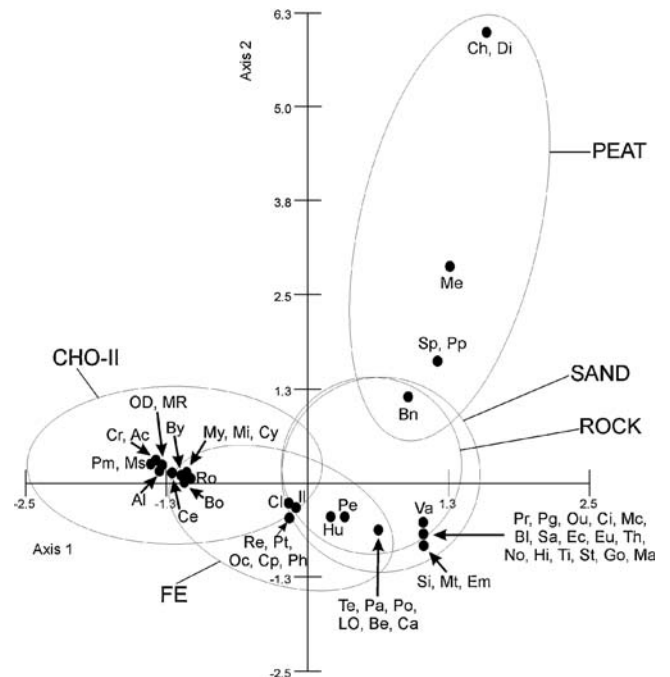 6.3
Axis 2
Ch, Di
5.0
PEAT
3.8
Me
2.5
Sp, Pp
CHO-II
SAND
1.3
Bn
ROCK
OD, MR
By
My, Mi, Cy
Cr, Ac
Pm, Ms
Ro
-2.5
-1.3
1.3
2.5
Al
Bo
Ce
Cl
II
Pe
Hu
Va
Axis 1
Re, Pt,
Oc, Cp, Ph
Pr, Pg, Ou, Ci, Mc,
Bl, Sa, Ec, Eu, Th,
No, Hi, Ti, St, Go, Ma
Si, Mt, Em
FE
-1.3
Te, Pa, Po,
LO, Be, Ca
-2.5